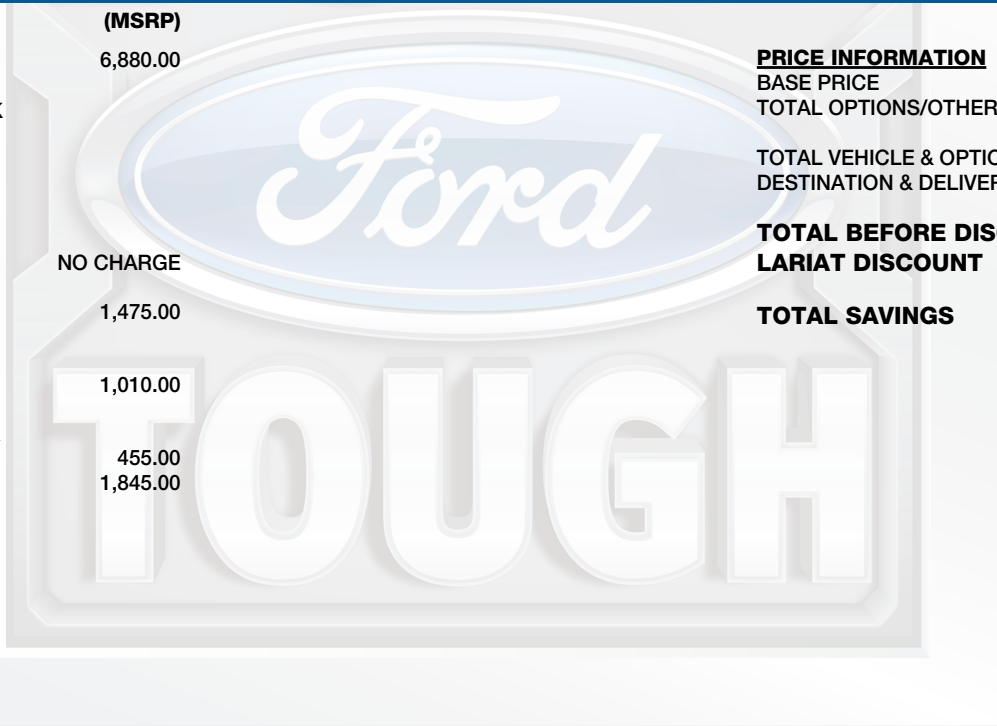 (MSRP)
6,880.00
NO CHARGE
1,475.00
1,010.00
455.00
1,845.00
PRICE INFORMATION
BASE PRICE
TOTAL OPTIONS/OTHER
TOTAL VEHICLE & OPTIO
DESTINATION & DELIVER
TOTAL BEFORE DISC
LARIAT DISCOUNT
TOTAL SAVINGS
Ford
TOUGH